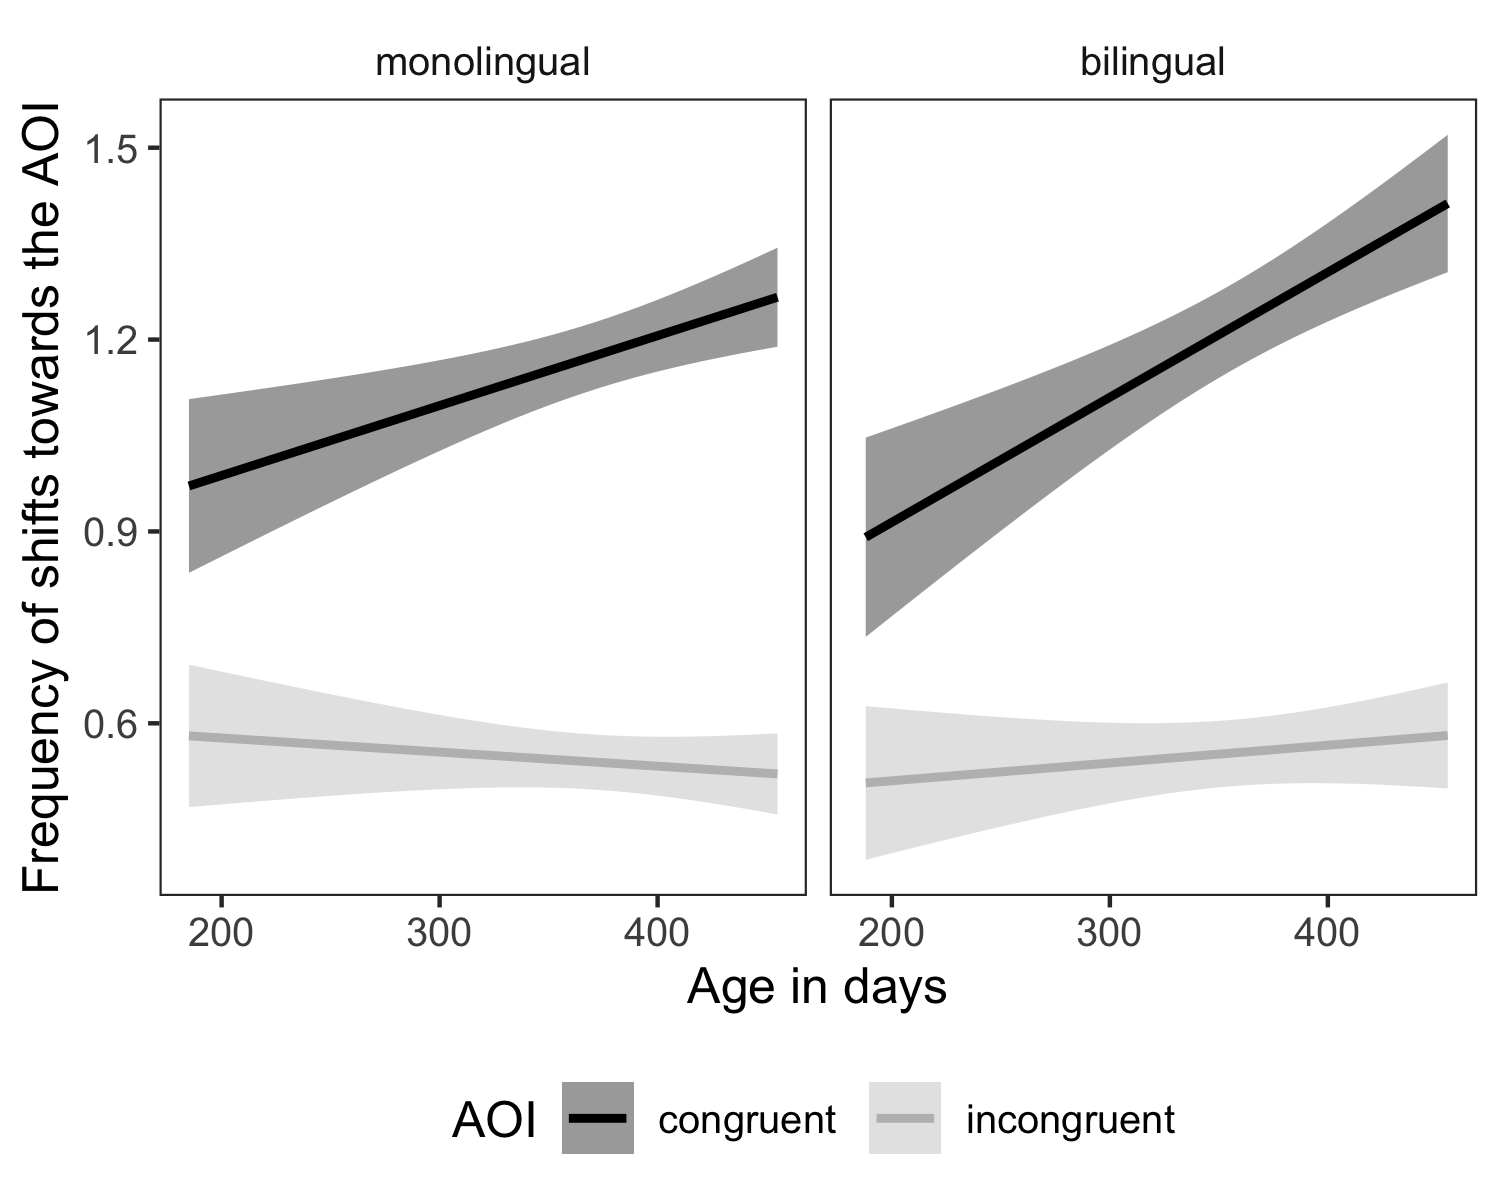 monolingual
bilingual
Frequency of shifts towards the AOI
1.5
1.2
0.9
0.6
200 300 400
200 300 400
Age in days
AOI congruent incongruent